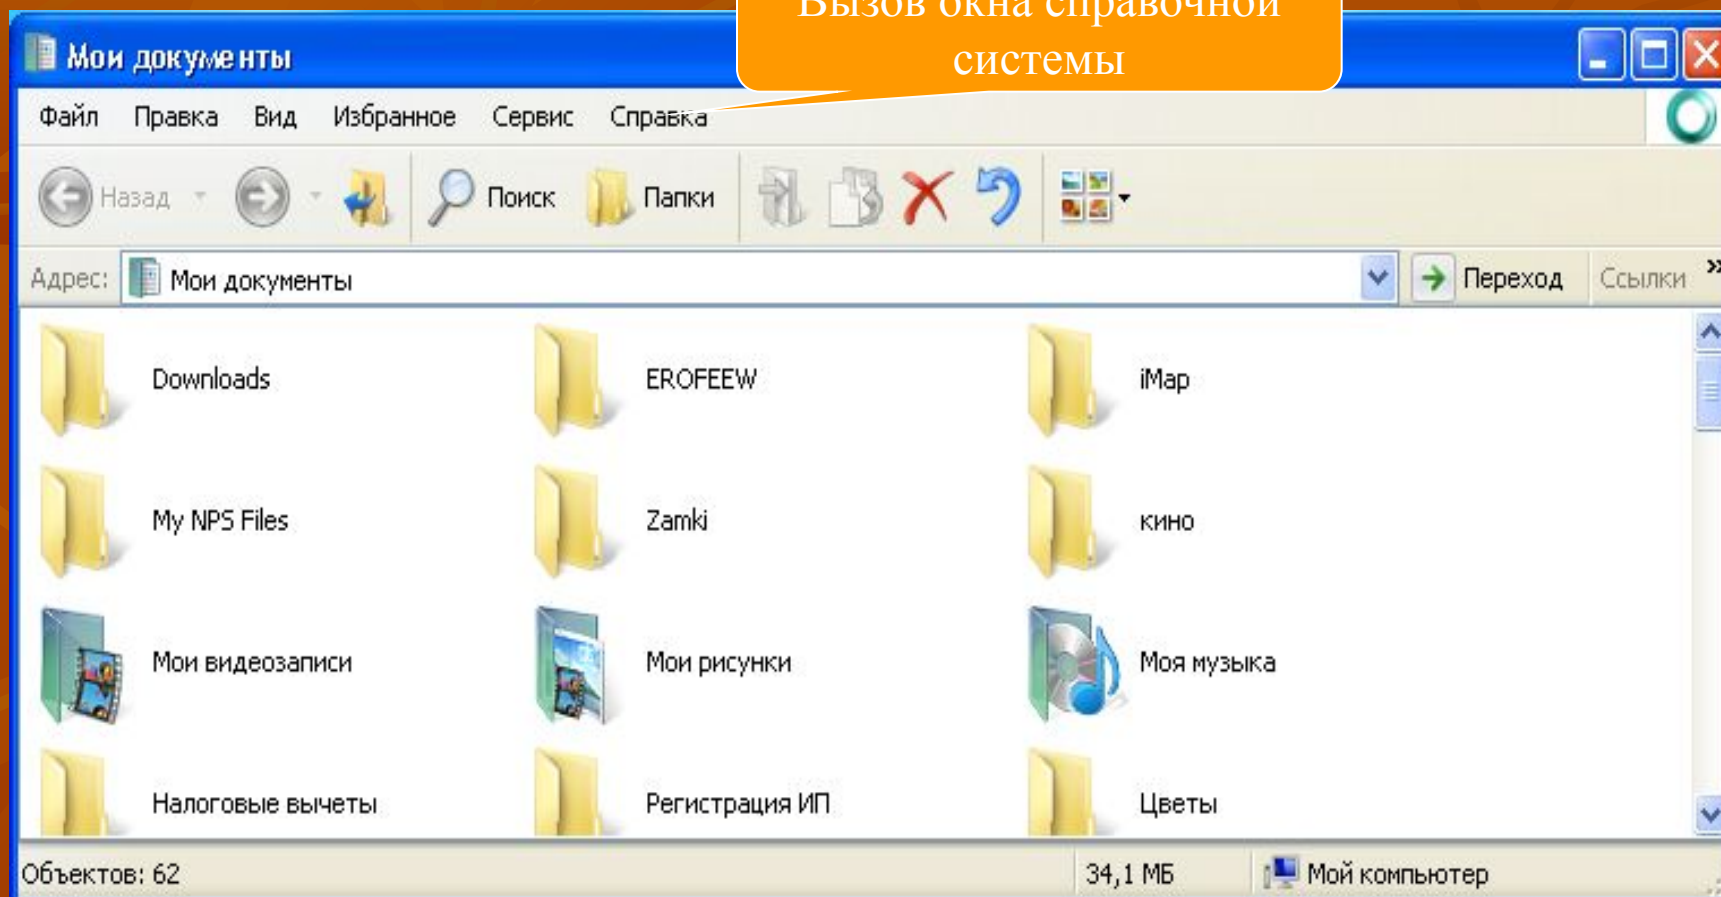 Вызов окна справочной
системы
Мои документы
Файл Правка Вид Избранное Сервис Справка
Назад Поиск Папки
Адрес: Мои документы Переход Ссылки »
Downloads EROFEEW iMap
My NPS Files Zamki кино
Мои видеозаписи Мои рисунки Моя музыка
Налоговые вычеты Регистрация ИП Цветы
Объектов: 62 34,1 МБ Мой компьютер